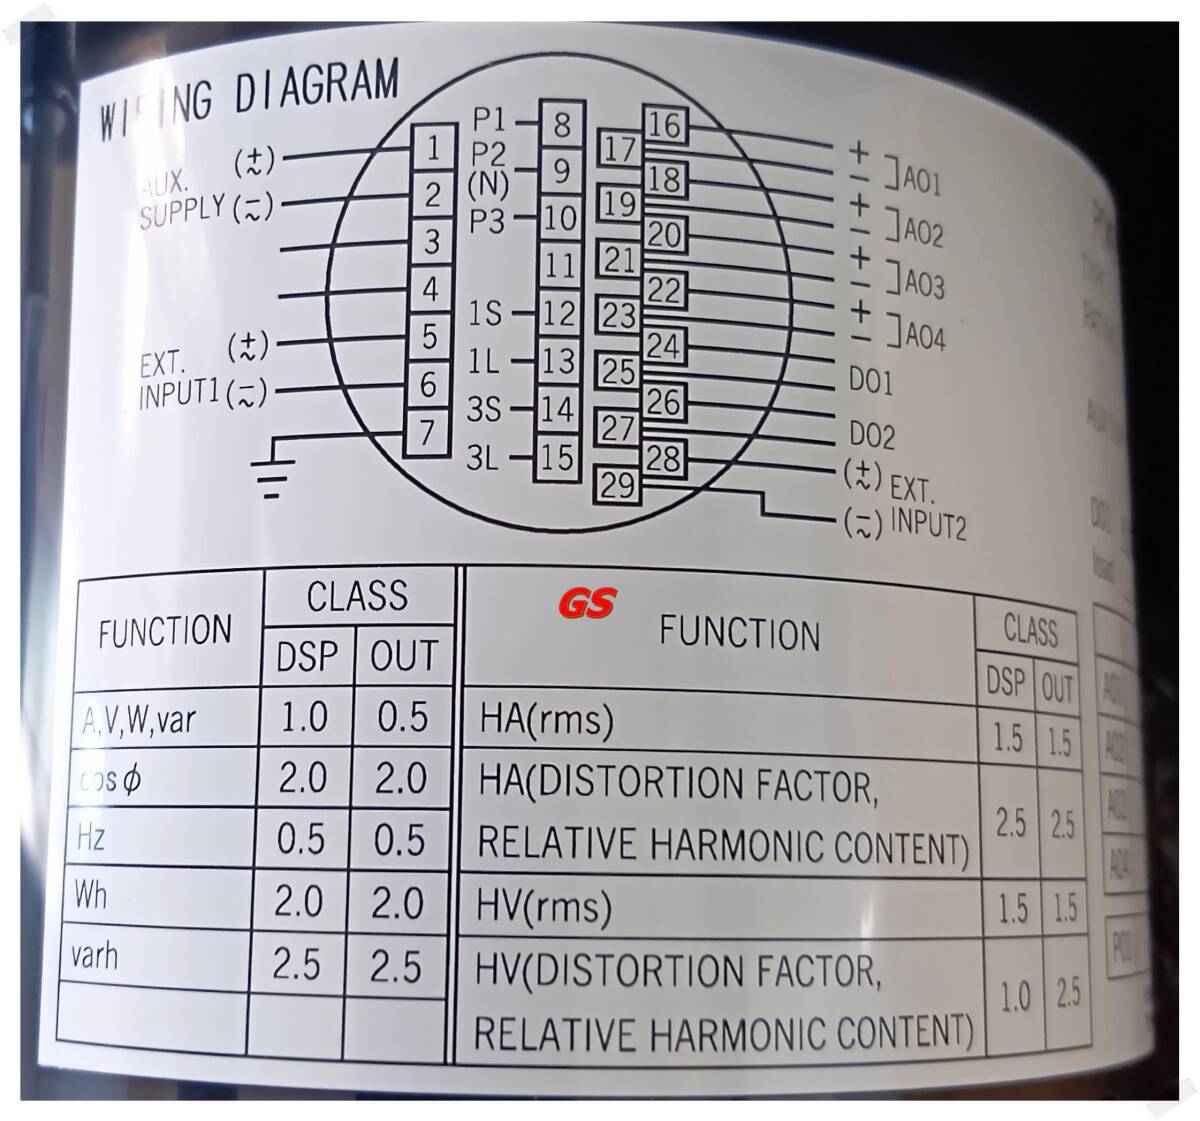 WIRING DIAGRAM
AUX. (±~)
SUPPLY (∓~)
EXT. (±~)
INPUT1 (∓~)
1
2
3
4
5
6
7
P1 8
P2 9
(N)
P3 10
11
1S 12
1L 13
3S 14
3L 15
16
17
18
19
20
21
22
23
24
25
26
27
28
29
+
− ]AO1
+
− ]AO2
+
− ]AO3
+
− ]AO4
DO1
DO2
(±~) EXT.
(−~) INPUT2
GS
FUNCTION CLASS
DSP OUT
A,V,W,var 1.0 0.5
cosφ 2.0 2.0
Hz 0.5 0.5
Wh 2.0 2.0
varh 2.5 2.5
FUNCTION CLASS
DSP OUT
HA(rms) 1.5 1.5
HA(DISTORTION FACTOR,
RELATIVE HARMONIC CONTENT) 2.5 2.5
HV(rms) 1.5 1.5
HV(DISTORTION FACTOR,
RELATIVE HARMONIC CONTENT) 1.0 2.5
AO1
AO2
AO3
AO4